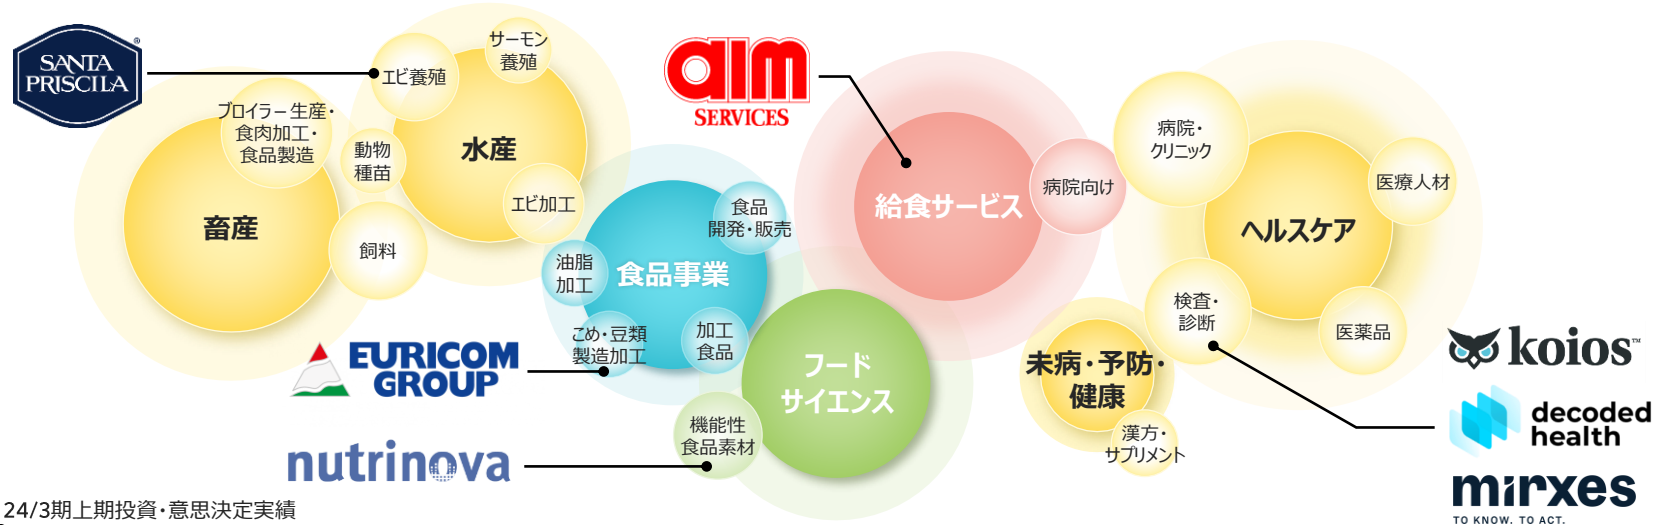 SANTA
PRISCILA
®
エビ養殖
サーモン
養殖
ブロイラー生産・
食肉加工・
食品製造
動物
種苗
水産
エビ加工
畜産
飼料
aim
SERVICES
食品
開発・販売
油脂
加工
食品事業
こめ・豆類
製造加工
加工
食品
EURICOM
GROUP
フード
サイエンス
機能性
食品素材
nutrinova
給食サービス
病院向け
病院・
クリニック
医療人材
ヘルスケア
検査・
診断
医薬品
未病・予防・
健康
漢方・
サプリメント
koios™
decoded
health
mirxes
TO KNOW. TO ACT.
24/3期上期投資・意思決定実績